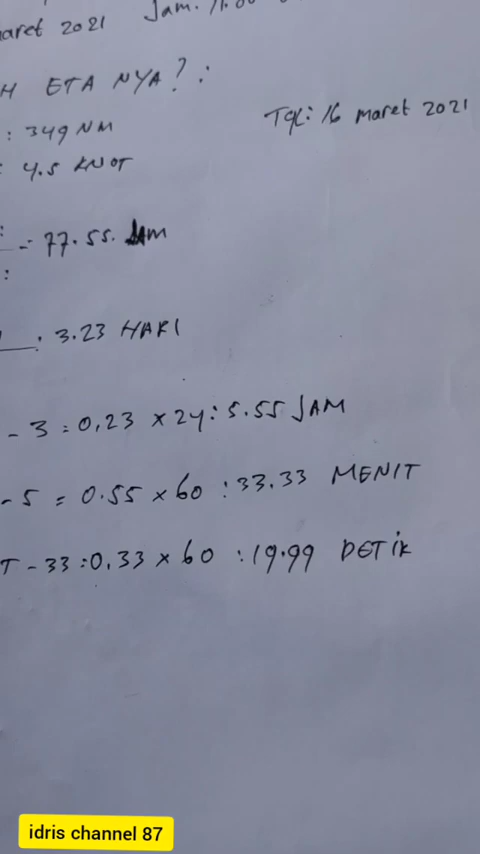 maret 2021 Jam. 11.00
H ETA NYA? :
: 349 NM
Tgl: 16 maret 2021
: 4.5 KNOT
:
= 77.55. Jam
:
: 3.23 HARI
- 3 = 0,23 x 24 : 5.55 JAM
- 5 = 0.55 x 60 : 33.33 MENIT
T - 33 : 0,33 x 60 : 19.99 DETIK
idris channel 87